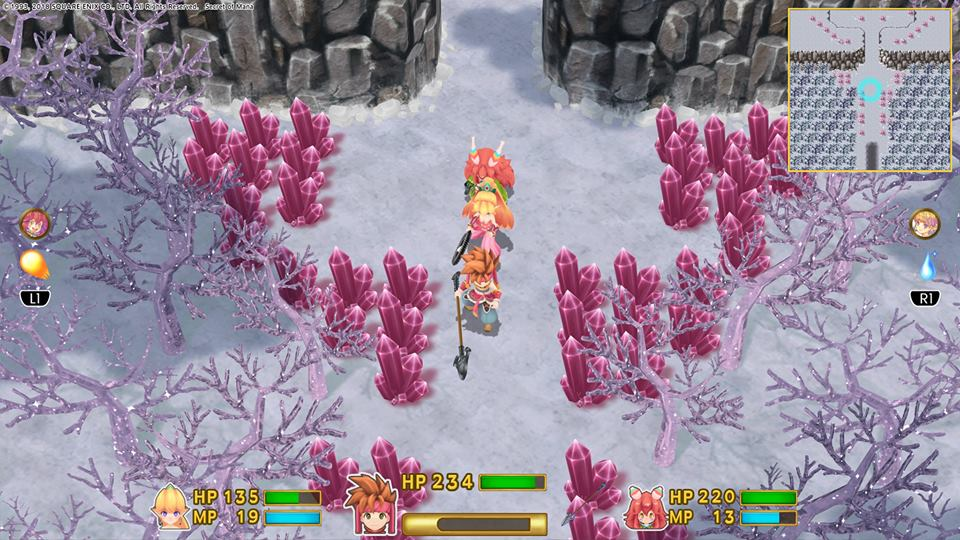 © 1993, 2018 SQUARE ENIX CO., LTD. All Rights Reserved. Secret of Mana
L1
R1
HP 234
HP 135
MP 19
HP 220
MP 13